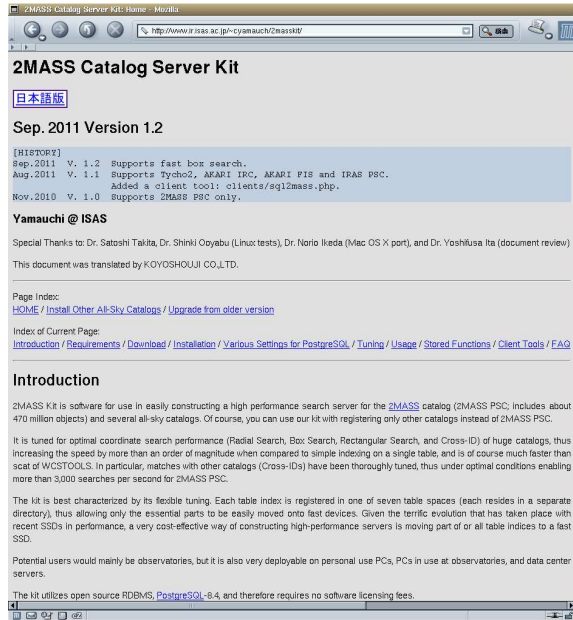 2MASS Catalog Server Kit: Home - Mozilla
http://www.ir.isas.ac.jp/~cyamauch/2masskit/
検索
2MASS Catalog Server Kit
日本語版
Sep. 2011 Version 1.2
[HISTORY]
Sep.2011 V. 1.2 Supports fast box search.
Aug.2011 V. 1.1 Supports Tycho2, AKARI IRC, AKARI FIS and IRAS PSC.
Added a client tool: clients/sql2mass.php.
Nov.2010 V. 1.0 Supports 2MASS PSC only.
Yamauchi @ ISAS
Special Thanks to: Dr. Satoshi Takita, Dr. Shinki Ooyabu (Linux tests), Dr. Norio Ikeda (Mac OS X port), and Dr. Yoshifusa Ita (document review)
This document was translated by KOYOSHOUJI CO.,LTD.
Page Index:
HOME / Install Other All-Sky Catalogs / Upgrade from older version
Index of Current Page:
Introduction / Requirements / Download / Installation / Various Settings for PostgreSQL / Tuning / Usage / Stored Functions / Client Tools / FAQ
Introduction
2MASS Kit is software for use in easily constructing a high performance search server for the 2MASS catalog (2MASS PSC; includes about
470 million objects) and several all-sky catalogs. Of course, you can use our kit with registering only other catalogs instead of 2MASS PSC.
It is tuned for optimal coordinate search performance (Radial Search, Box Search, Rectangular Search, and Cross-ID) of huge catalogs, thus
increasing the speed by more than an order of magnitude when compared to simple indexing on a single table, and is of course much faster than
scat of WCSTOOLS. In particular, matches with other catalogs (Cross-IDs) have been thoroughly tuned, thus under optimal conditions enabling
more than 3,000 searches per second for 2MASS PSC.
The kit is best characterized by its flexible tuning. Each table index is registered in one of seven table spaces (each resides in a separate
directory), thus allowing only the essential parts to be easily moved onto fast devices. Given the terrific evolution that has taken place with
recent SSDs in performance, a very cost-effective way of constructing high-performance servers is moving part of or all table indices to a fast
SSD.
Potential users would mainly be observatories, but it is also very deployable on personal use PCs, PCs in use at observatories, and data center
servers.
The kit utilizes open source RDBMS, PostgreSQL-8.4, and therefore requires no software licensing fees.